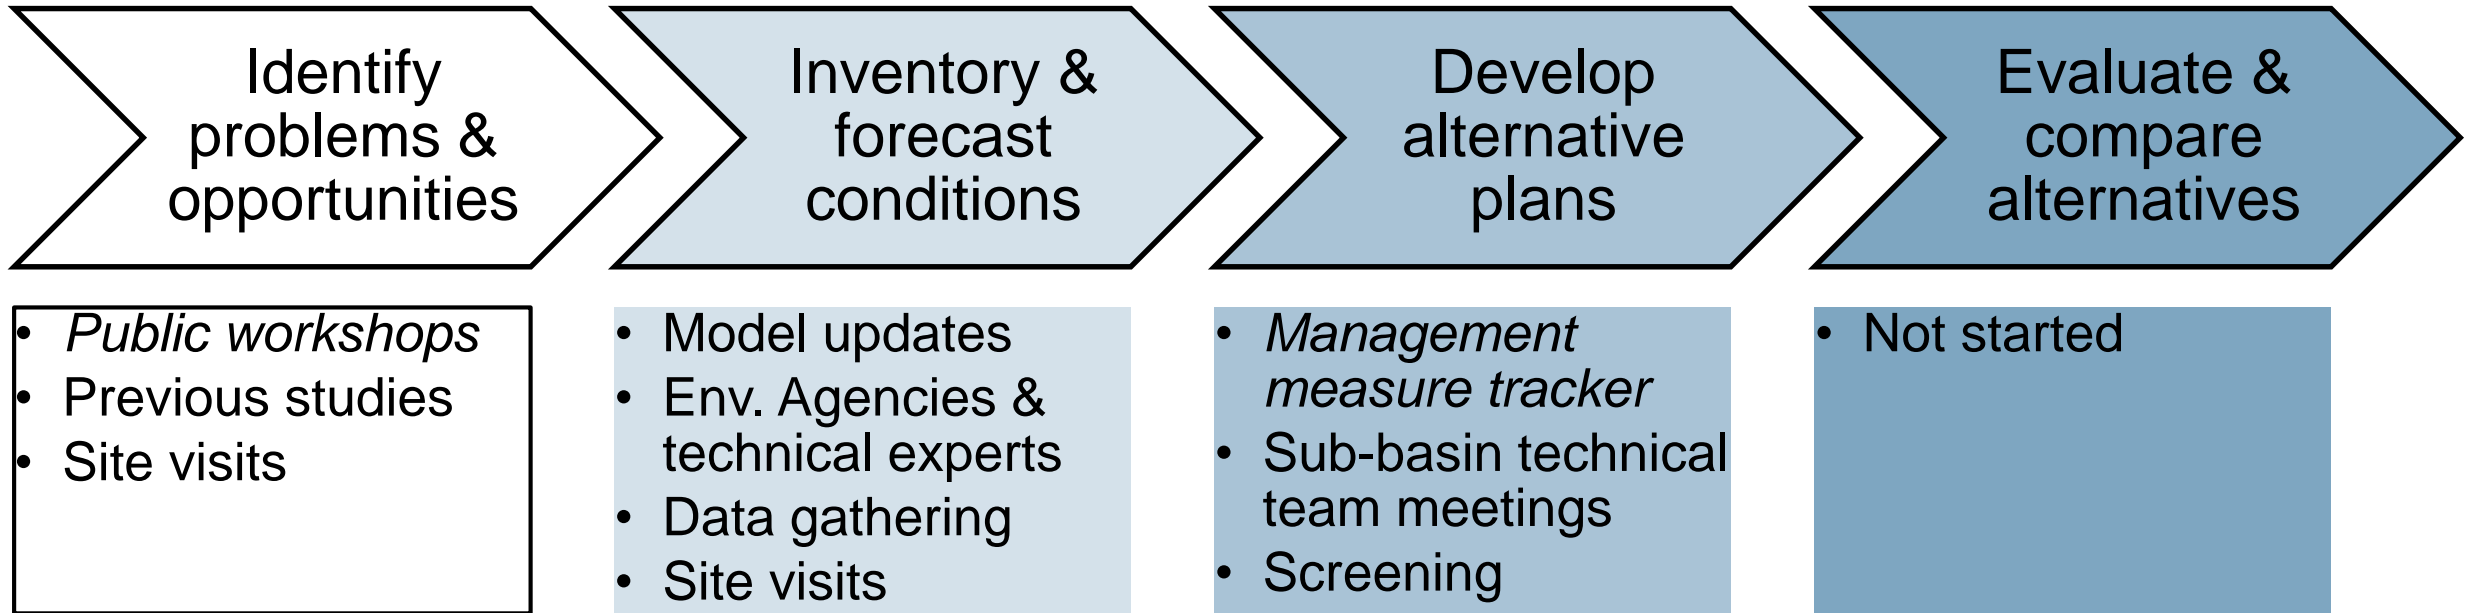 Identify
problems &
opportunities
• Public workshops
• Previous studies
• Site visits
Inventory &
forecast
conditions
• Model updates
• Env. Agencies &
technical experts
• Data gathering
• Site visits
Develop
alternative
plans
• Management
measure tracker
• Sub-basin technical
team meetings
• Screening
Evaluate &
compare
alternatives
• Not started